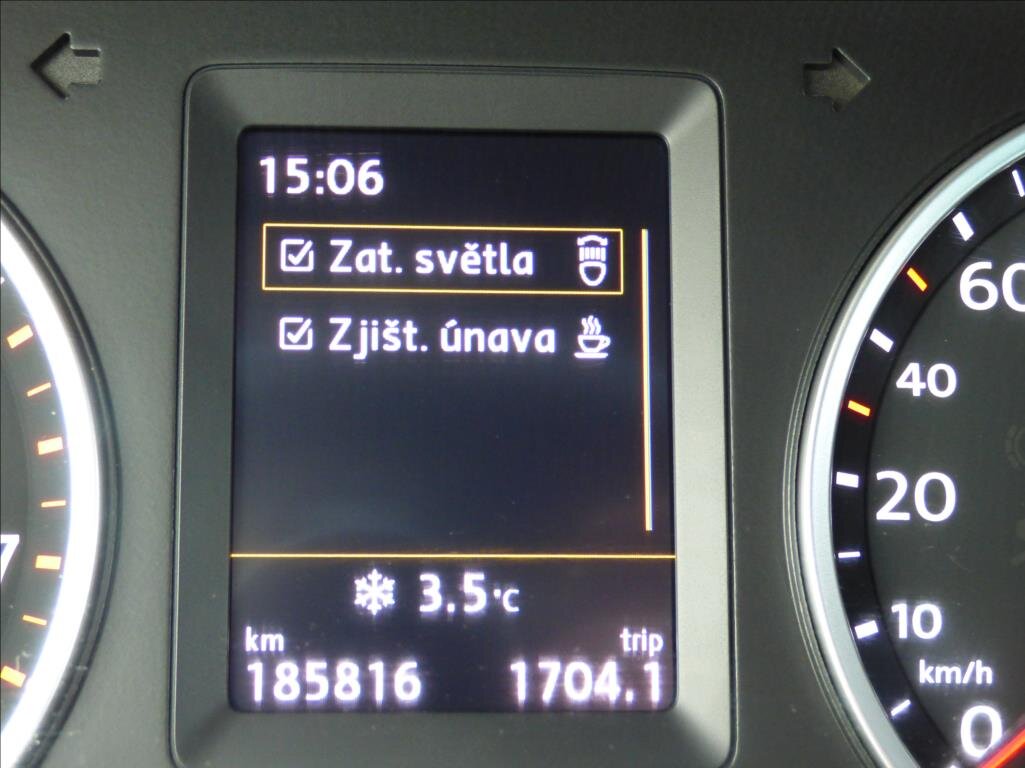 15:06
Zat. světla
Zjišt. únava
3.5 °C
km trip
185816 1704.1
60
40
20
10
km/h
0
7